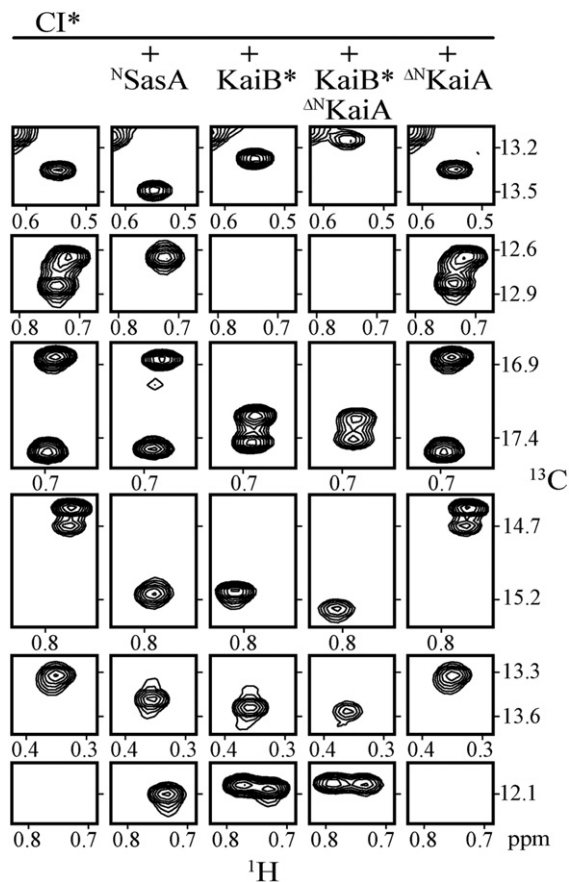 CI*
+ + + +
ᴺSasA KaiB* KaiB* ᐃᴺKaiA
ᐃᴺKaiA
13.2
13.5
0.6 0.5 0.6 0.5 0.6 0.5 0.6 0.5 0.6 0.5
12.6
12.9
0.8 0.7 0.8 0.7 0.8 0.7 0.8 0.7 0.8 0.7
16.9
17.4
0.7 0.7 0.7 0.7 0.7
¹³C
14.7
15.2
0.8 0.8 0.8 0.8 0.8
13.3
13.6
0.4 0.3 0.4 0.3 0.4 0.3 0.4 0.3 0.4 0.3
12.1
0.8 0.7 0.8 0.7 0.8 0.7 0.8 0.7 0.8 0.7 ppm
¹H